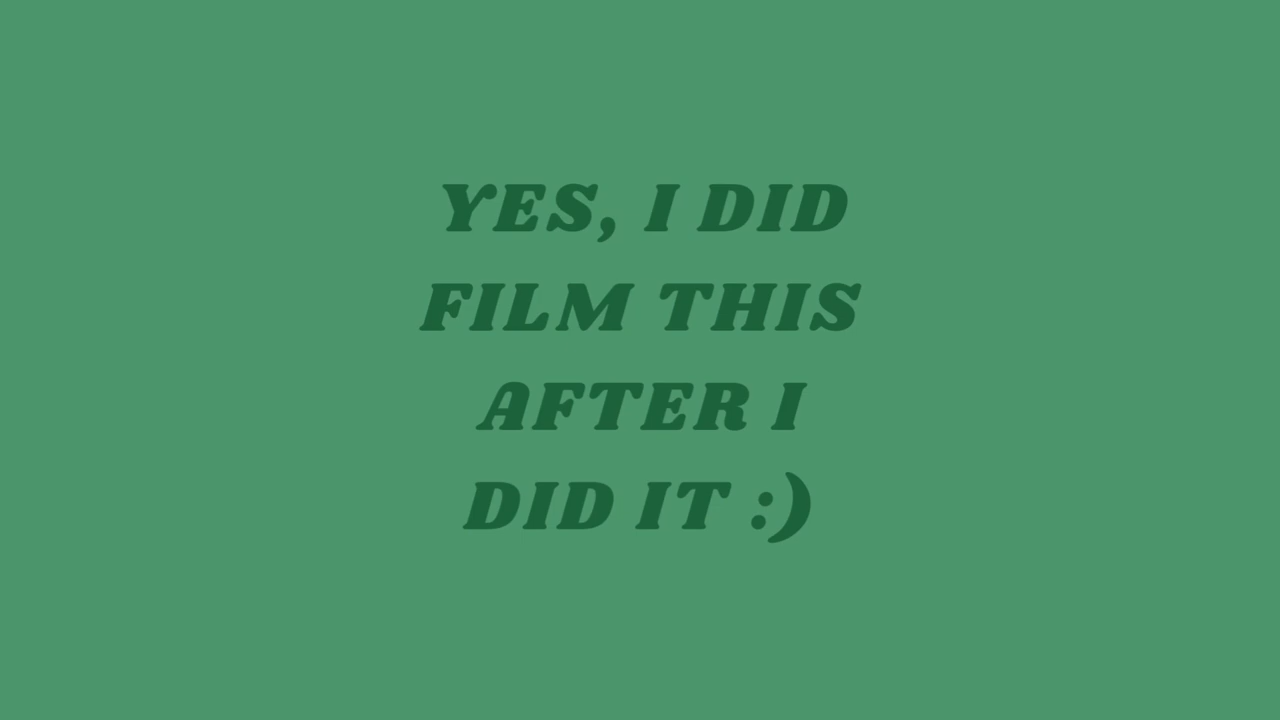 YES, I DID
FILM THIS
AFTER I
DID IT :)